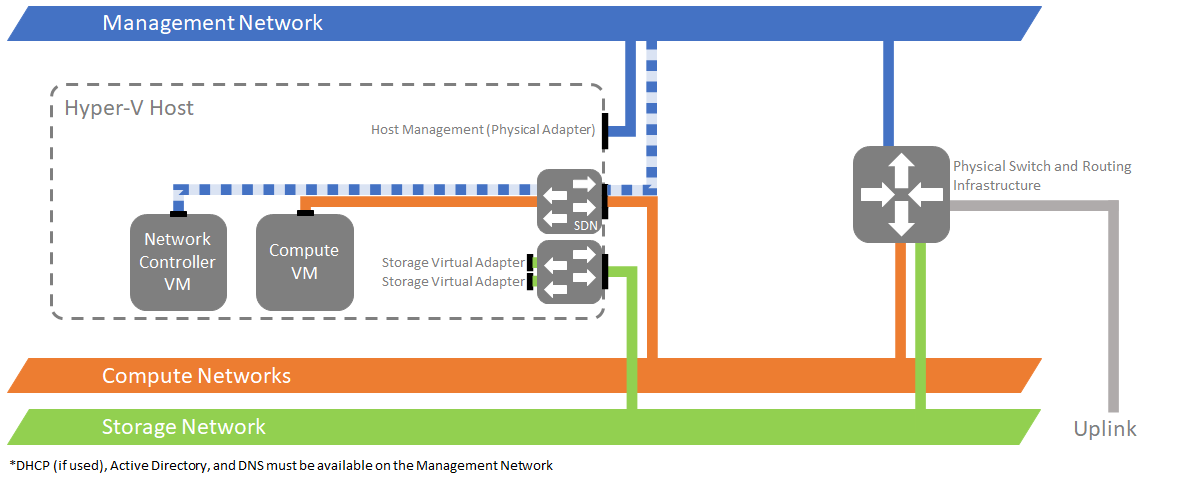 Management Network
Hyper-V Host
Host Management (Physical Adapter)
Physical Switch and Routing
Infrastructure
SDN
Network
Controller
VM
Compute
VM
Storage Virtual Adapter
Storage Virtual Adapter
Compute Networks
Storage Network
Uplink
*DHCP (if used), Active Directory, and DNS must be available on the Management Network